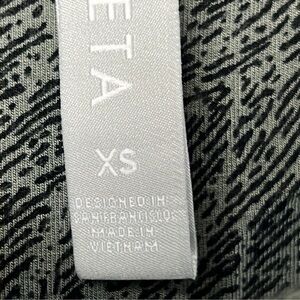 ETA
XS
DESIGNED IN
SAN FRANCISCO
MADE IN
VIETNAM